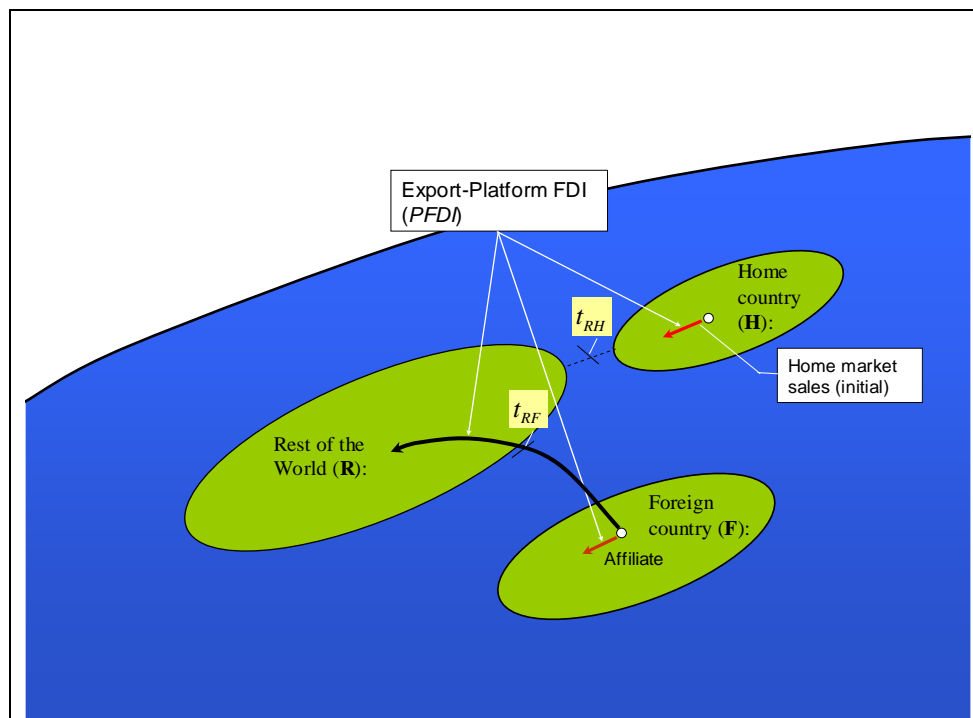 Export-Platform FDI
(PFDI)
Home
country
(H):
t_RH
Home market
sales (initial)
t_RF
Rest of the
World (R):
Foreign
country (F):
Affiliate